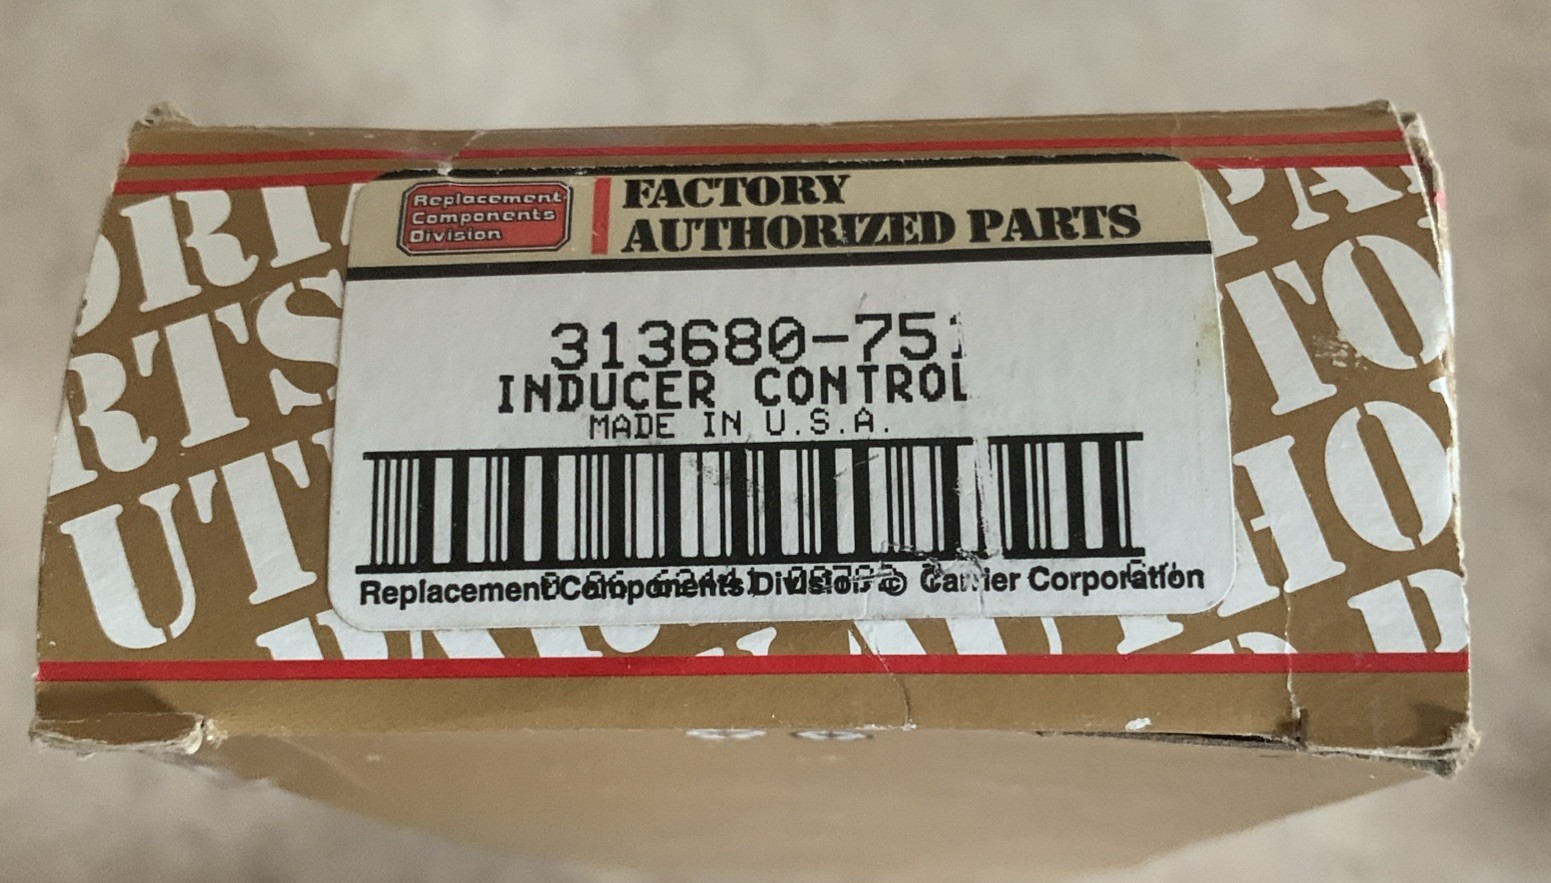 Replacement
Components
Division
FACTORY
AUTHORIZED PARTS
313680-751
INDUCER CONTROL
MADE IN U.S.A.
Replacement Components Division © Carrier Corporation